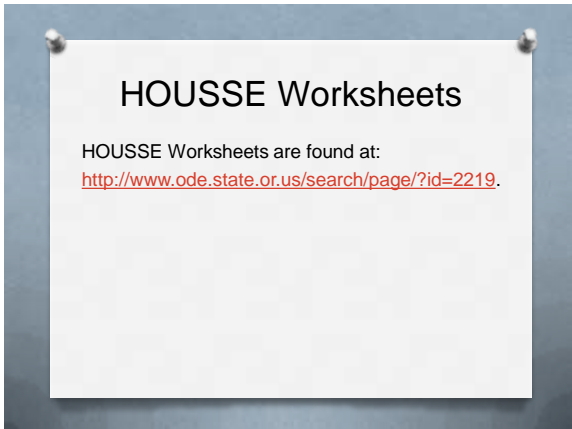 HOUSSE Worksheets
HOUSSE Worksheets are found at:
http://www.ode.state.or.us/search/page/?id=2219.